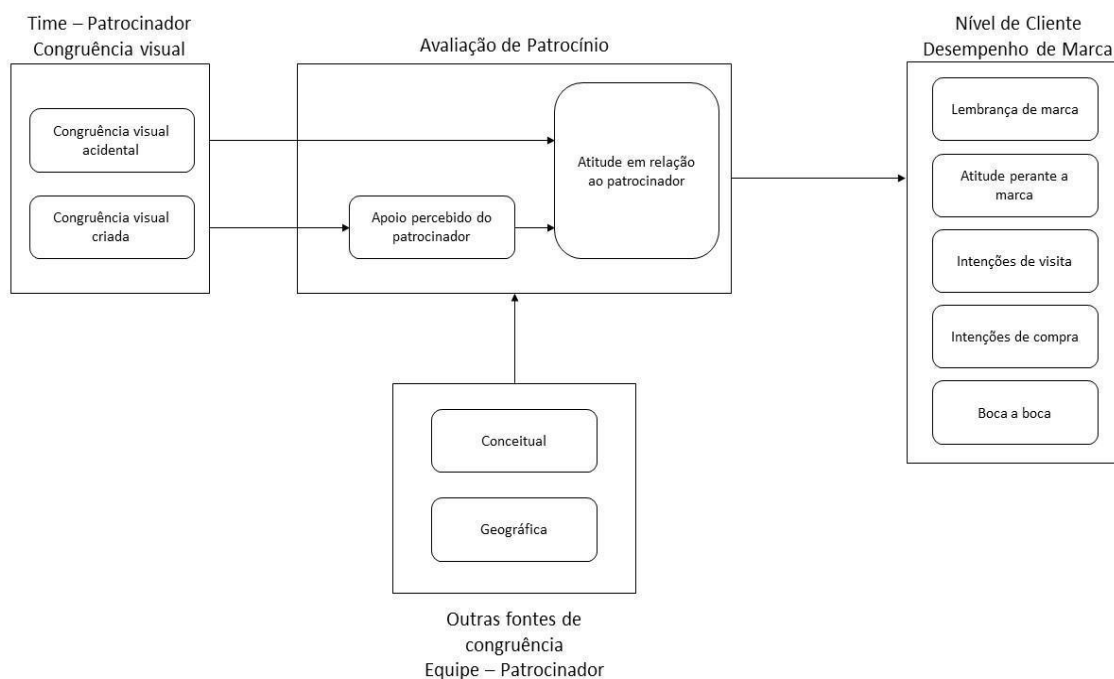 Time – Patrocinador
Congruência visual
Congruência visual
acidental
Congruência visual
criada
Avaliação de Patrocínio
Apoio percebido do
patrocinador
Atitude em relação
ao patrocinador
Nível de Cliente
Desempenho de Marca
Lembrança de marca
Atitude perante a
marca
Intenções de visita
Intenções de compra
Boca a boca
Conceitual
Geográfica
Outras fontes de
congruência
Equipe – Patrocinador